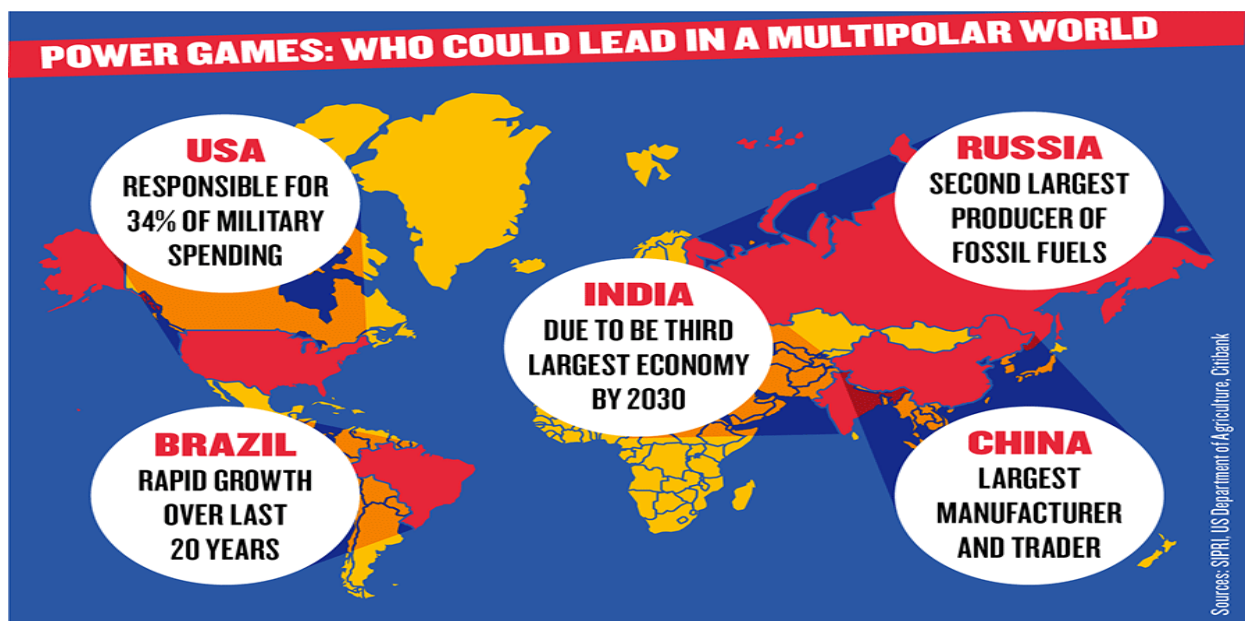 POWER GAMES: WHO COULD LEAD IN A MULTIPOLAR WORLD
USA
RESPONSIBLE FOR
34% OF MILITARY
SPENDING
RUSSIA
SECOND LARGEST
PRODUCER OF
FOSSIL FUELS
INDIA
DUE TO BE THIRD
LARGEST ECONOMY
BY 2030
BRAZIL
RAPID GROWTH
OVER LAST
20 YEARS
CHINA
LARGEST
MANUFACTURER
AND TRADER
Sources: SIPRI, US Department of Agriculture, Citibank